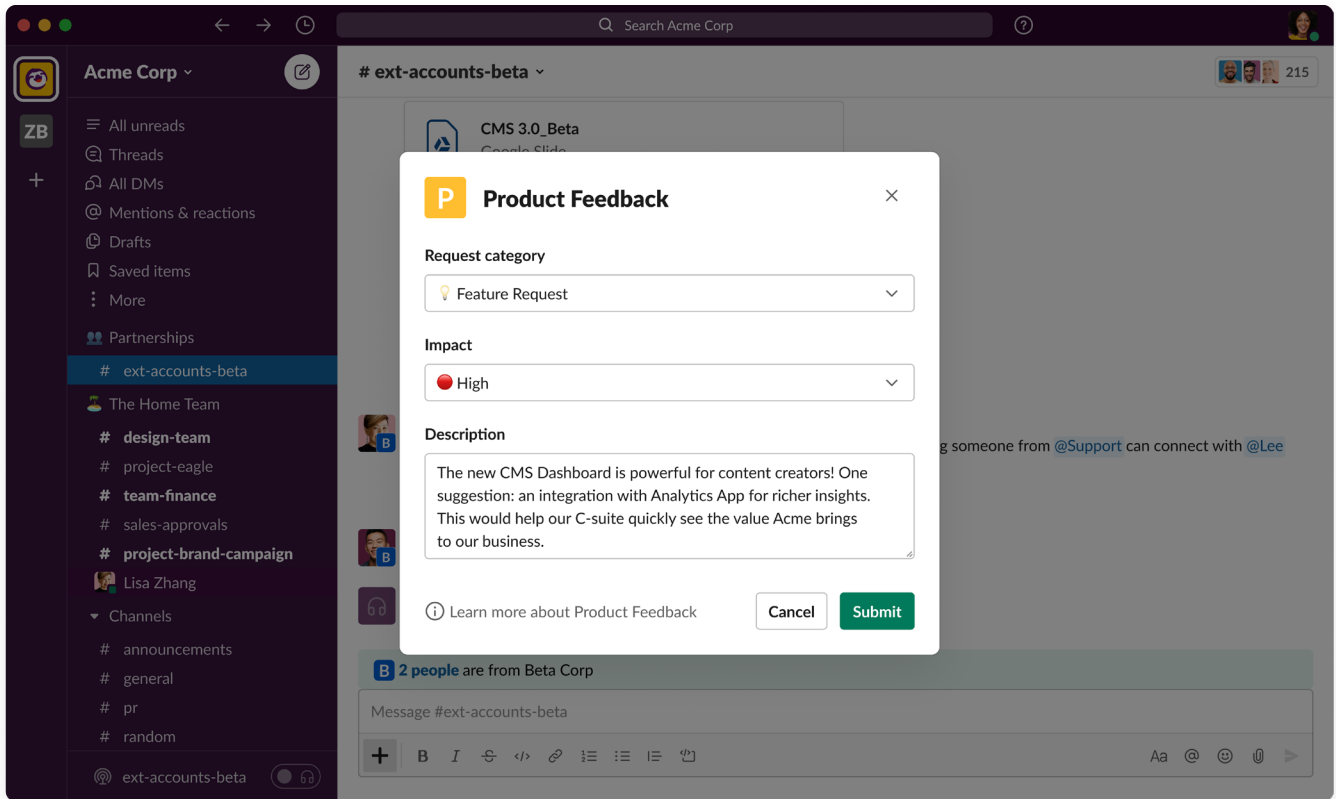 Search Acme Corp
Acme Corp
# ext-accounts-beta
215
ZB
All unreads
Threads
All DMs
Mentions & reactions
Drafts
Saved items
More
Partnerships
# ext-accounts-beta
The Home Team
# design-team
# project-eagle
# team-finance
# sales-approvals
# project-brand-campaign
Lisa Zhang
Channels
# announcements
# general
# pr
# random
ext-accounts-beta
CMS 3.0_Beta
Google Slide
P Product Feedback
Request category
Feature Request
Impact
High
Description
The new CMS Dashboard is powerful for content creators! One
suggestion: an integration with Analytics App for richer insights.
This would help our C-suite quickly see the value Acme brings
to our business.
Learn more about Product Feedback
Cancel
Submit
B
g someone from @Support can connect with @Lee
B
B 2 people are from Beta Corp
Message #ext-accounts-beta
B I S </>
Aa @